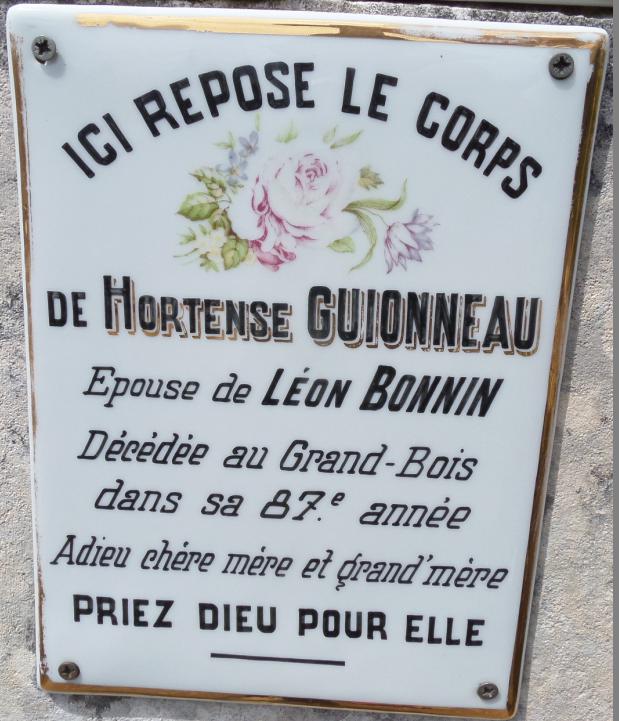 ICI REPOSE LE CORPS
DE HORTENSE GUIONNEAU
Epouse de LÉON BONNIN
Décédée au Grand-Bois
dans sa 87.e année
Adieu chére mére et grand'mère
PRIEZ DIEU POUR ELLE